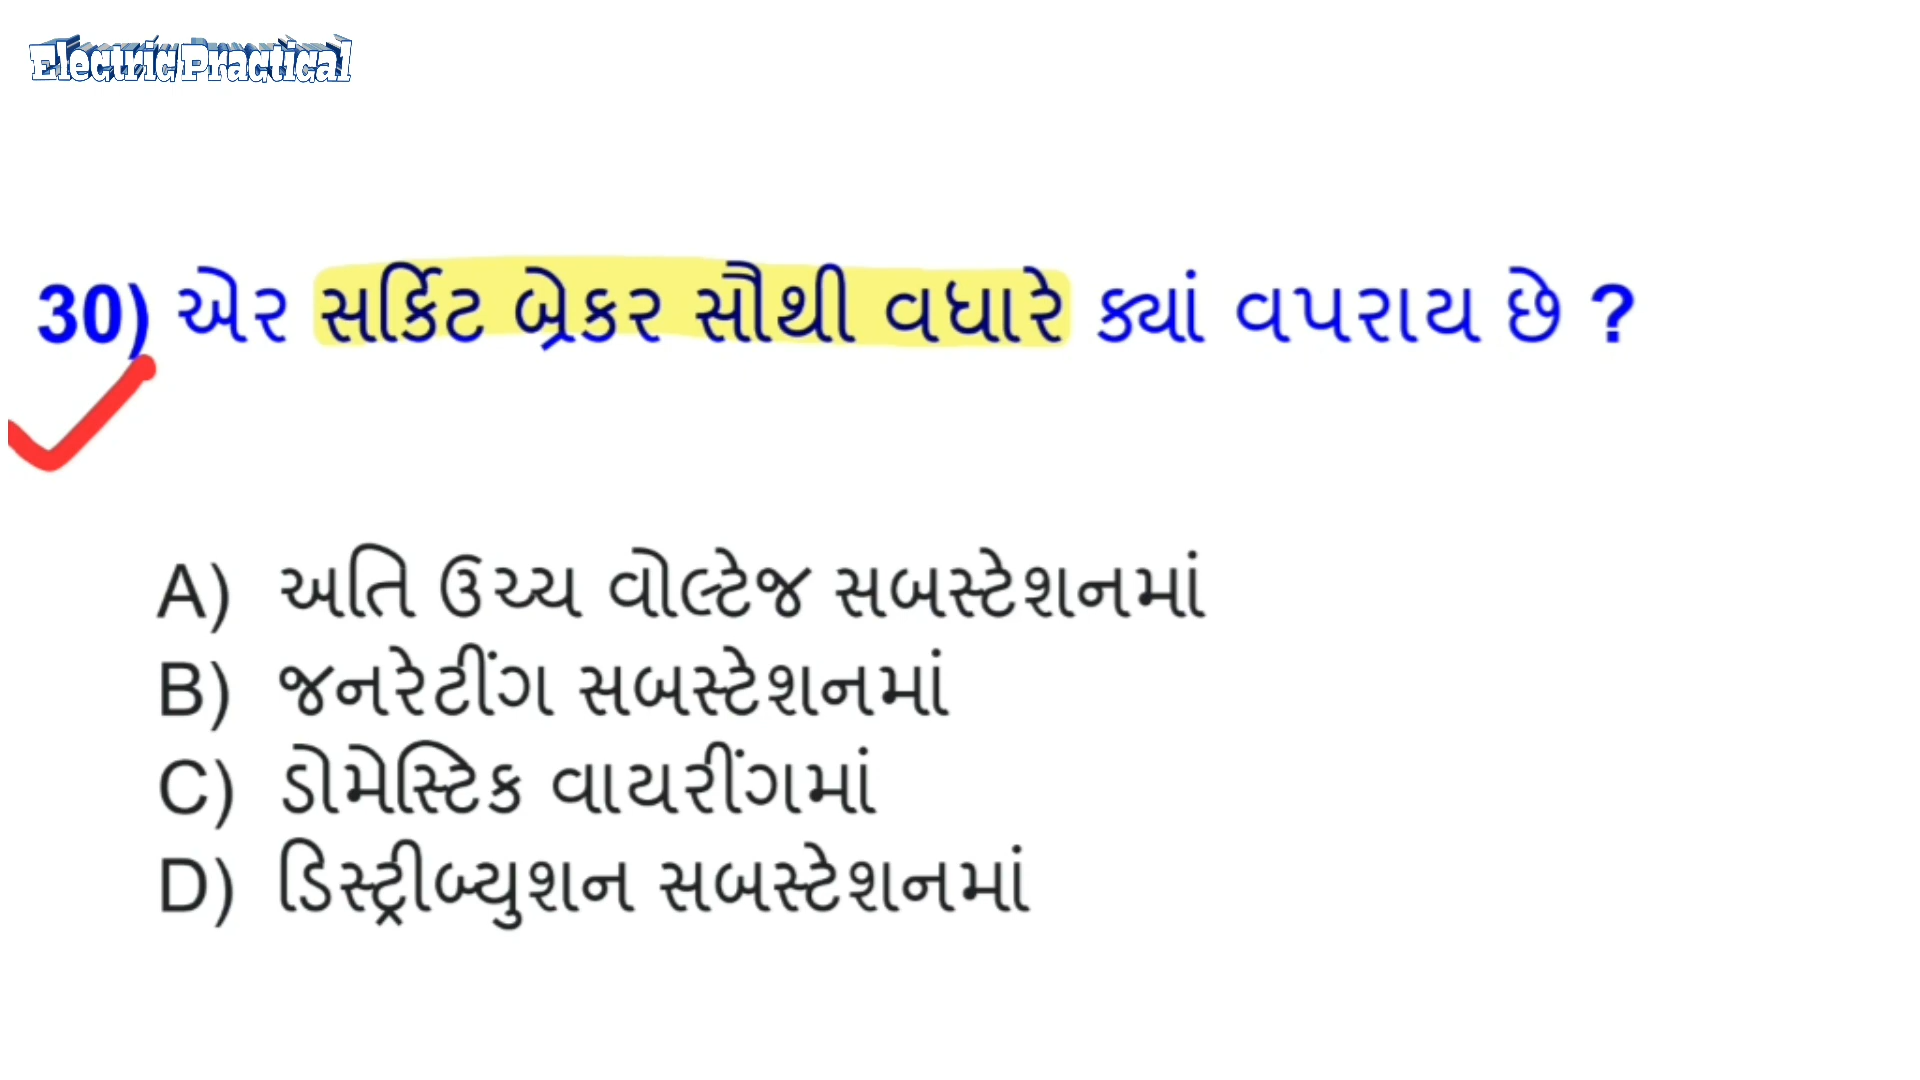 Electric Practical
30) એર સર્કિટ બ્રેકર સૌથી વધારે ક્યાં વપરાય છે ?
A) અતિ ઉચ્ચ વોલ્ટેજ સબસ્ટેશનમાં
B) જનરેટીંગ સબસ્ટેશનમાં
C) ડોમેસ્ટિક વાયરીંગમાં
D) ડિસ્ટ્રીબ્યુશન સબસ્ટેશનમાં